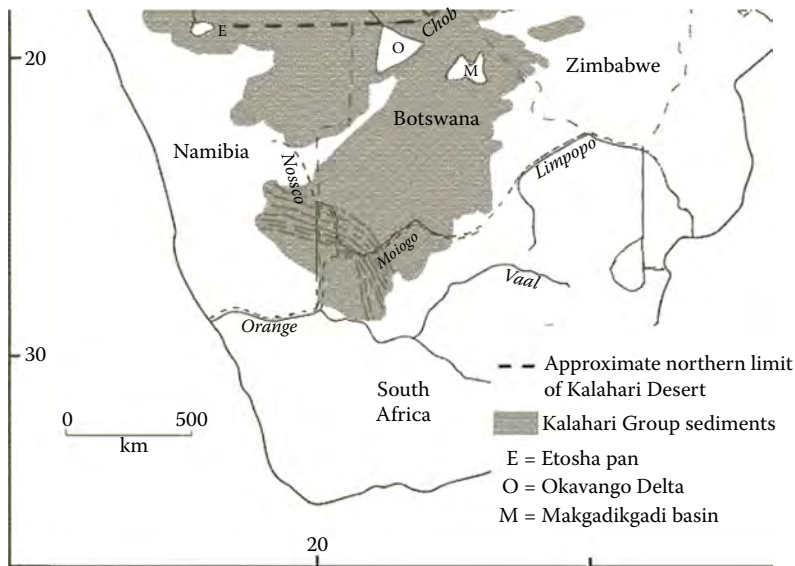 Chob
E
20
O
M
Zimbabwe
Botswana
Namibia
Nossco
Limpopo
Moiogo
Vaal
Orange
30
Approximate northern limit
of Kalahari Desert
South
Africa
0 500
km
Kalahari Group sediments
E = Etosha pan
O = Okavango Delta
M = Makgadikgadi basin
20